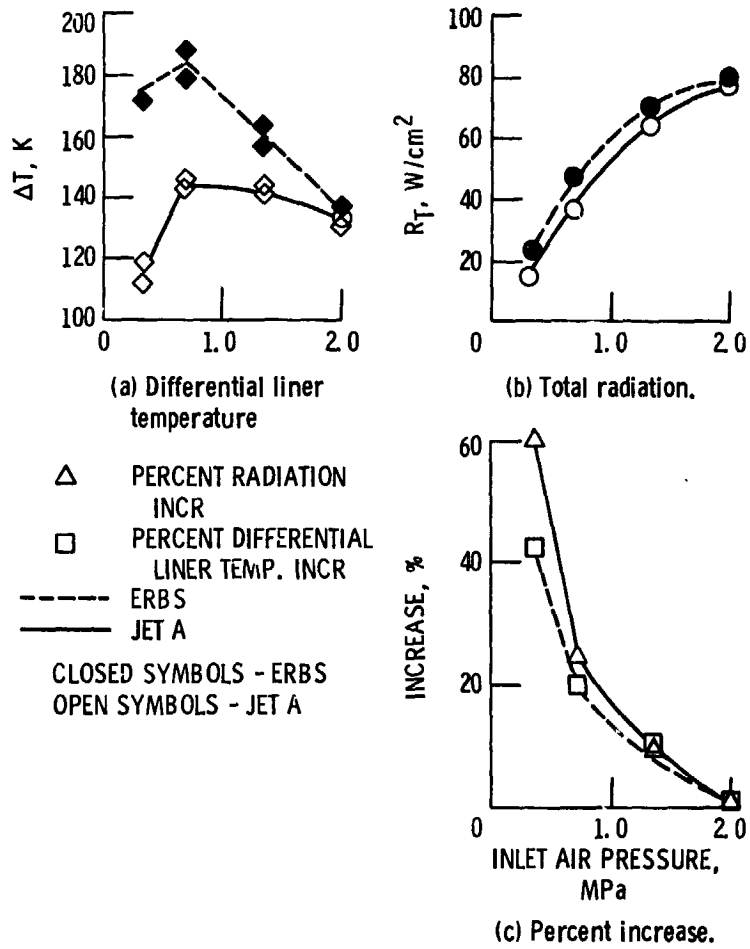 200
180
160
140
120
100
ΔT, K
0
1.0
2.0
(a) Differential liner
temperature
100
80
60
40
20
0
R_T, W/cm²
0
1.0
2.0
(b) Total radiation.
△ PERCENT RADIATION
INCR
□ PERCENT DIFFERENTIAL
LINER TEMP. INCR
ERBS
JET A
CLOSED SYMBOLS - ERBS
OPEN SYMBOLS - JET A
60
40
20
INCREASE, %
0
1.0
2.0
INLET AIR PRESSURE,
MPa
(c) Percent increase.